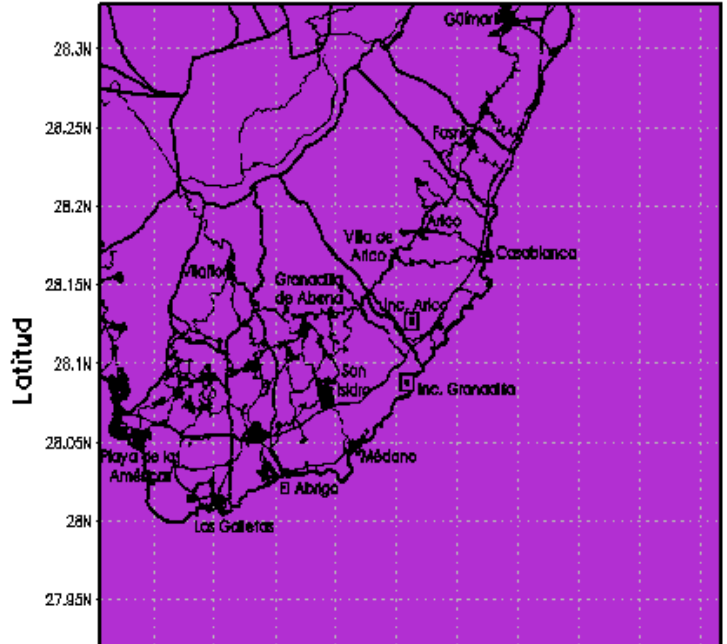 Güimar
28.3N
28.25N
Fasnia
28.2N
Arico
Villa de
Arico
Casablanca
Vilaflor
28.15N
Granadilla
de Abona
Inc. Arico
28.1N
San
Isidro
Inc. Granadilla
28.05N
Playa de las
Américas
Médano
El Abrigo
28N
Las Galletas
27.95N
Latitud